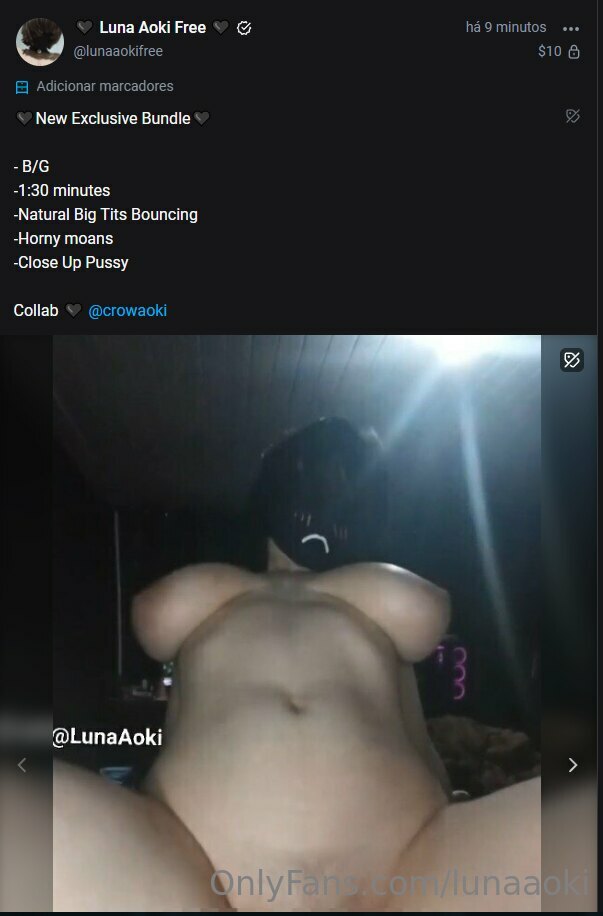 🖤 Luna Aoki Free 🖤
há 9 minutos
@lunaaokifree
$10
Adicionar marcadores
🖤New Exclusive Bundle🖤
- B/G
-1:30 minutes
-Natural Big Tits Bouncing
-Horny moans
-Close Up Pussy
Collab 🖤 @crowaoki
@LunaAoki
OnlyFans.com/lunaaoki